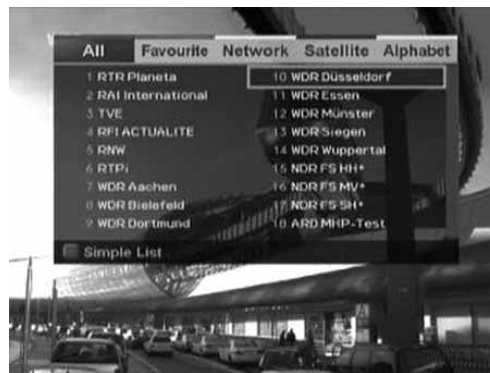 All Favourite Network Satellite Alphabet
1 RTR Planeta
2 RAI International
3 TVE
4 RFI ACTUALITE
5 RNW
6 RTPi
7 WDR Aachen
8 WDR Bielefeld
9 WDR Dortmund
10 WDR Düsseldorf
11 WDR Essen
12 WDR Münster
13 WDR Siegen
14 WDR Wuppertal
15 NDR FS HH*
16 NDR FS MV*
17 NDR FS SH*
18 ARD MHP-Test
Simple List
A